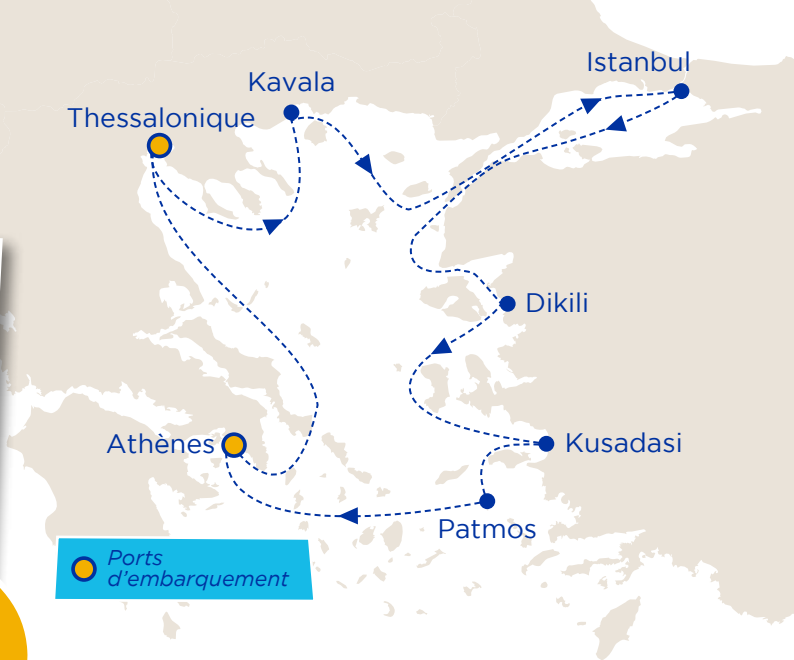 Istanbul
Kavala
Thessalonique
Dikili
Athènes
Kusadasi
Patmos
Ports
d'embarquement